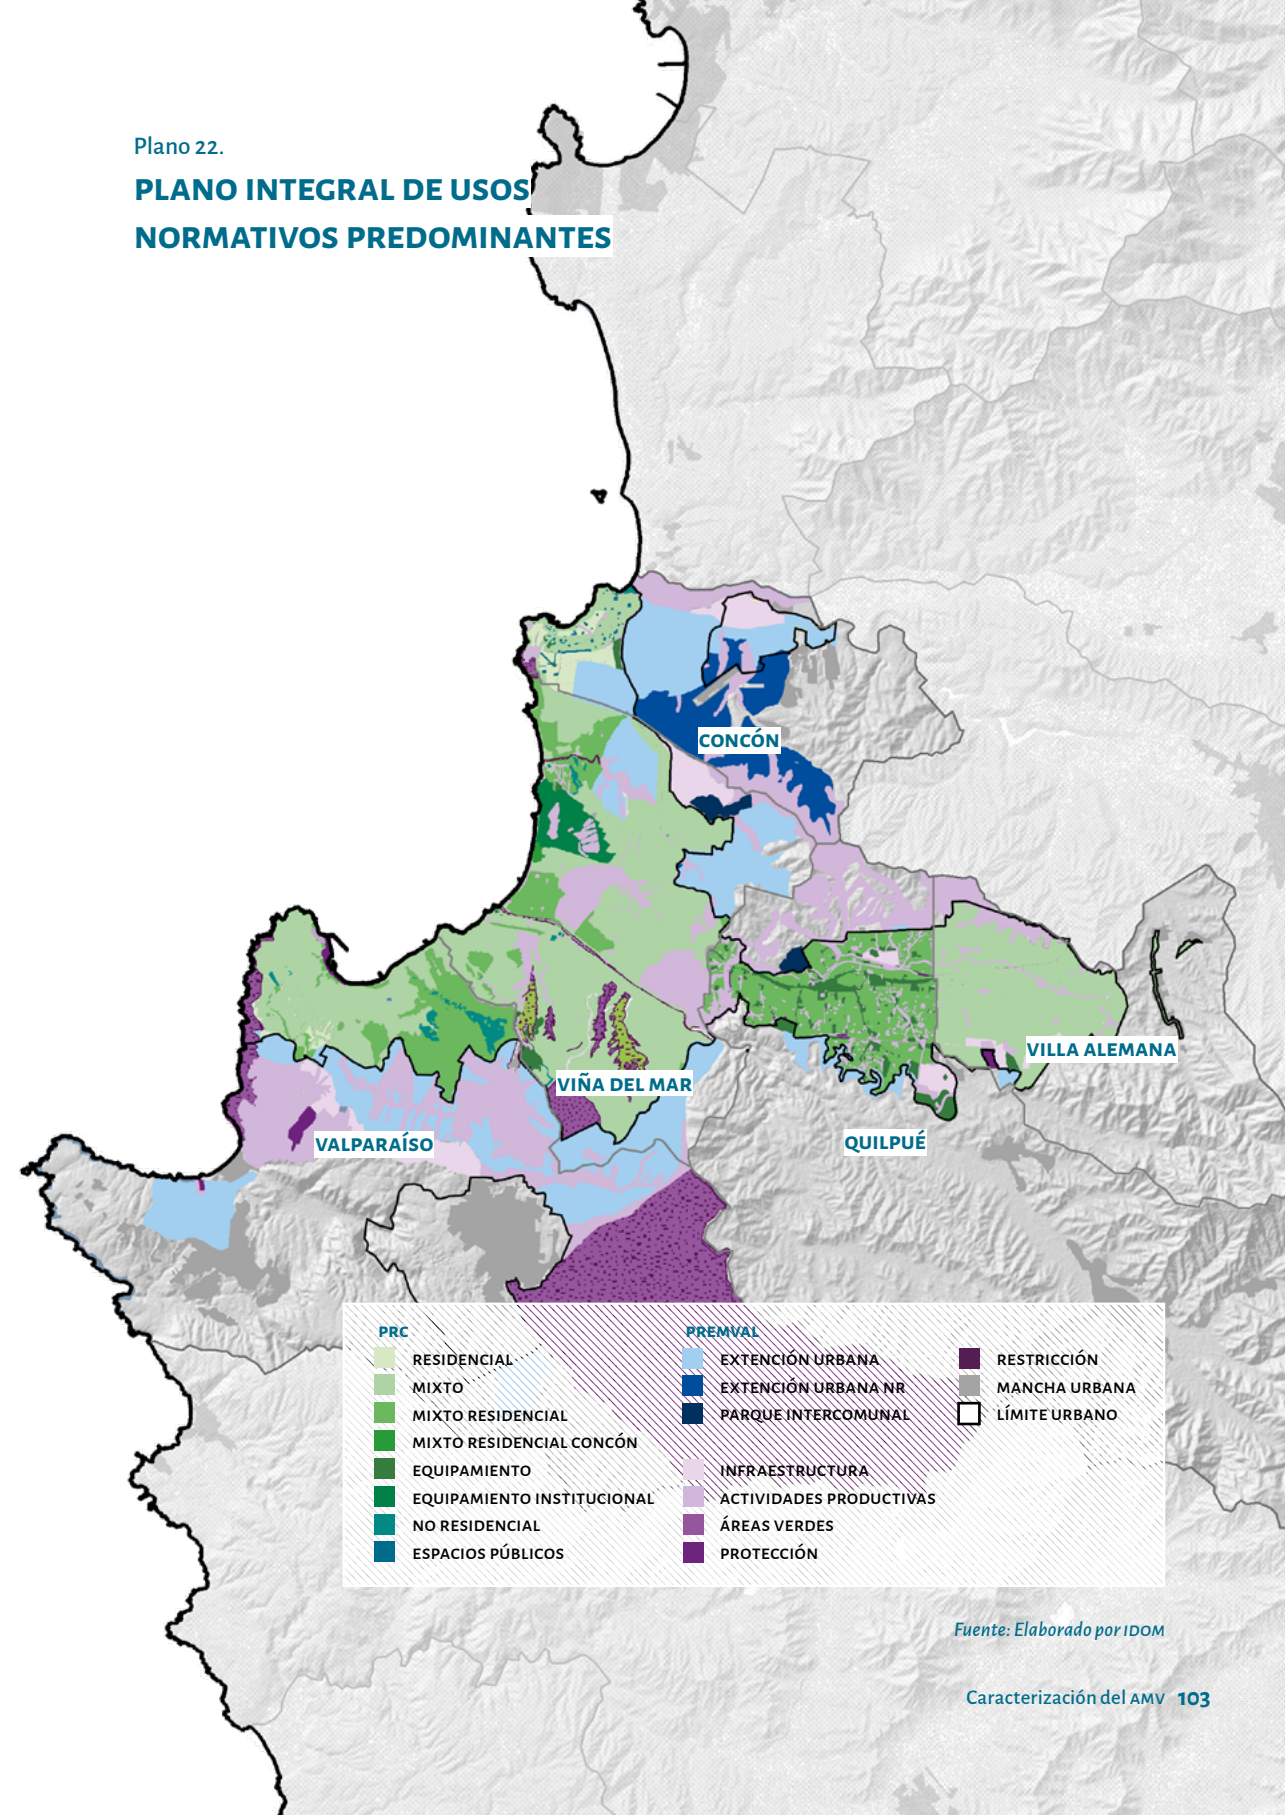 Plano 22.
PLANO INTEGRAL DE USOS
NORMATIVOS PREDOMINANTES
CONCÓN
VILLA ALEMANA
VIÑA DEL MAR
VALPARAÍSO
QUILPUÉ
PRC
RESIDENCIAL
MIXTO
MIXTO RESIDENCIAL
MIXTO RESIDENCIAL CONCÓN
EQUIPAMIENTO
EQUIPAMIENTO INSTITUCIONAL
NO RESIDENCIAL
ESPACIOS PÚBLICOS
PREMVAL
EXTENCIÓN URBANA
EXTENCIÓN URBANA NR
PARQUE INTERCOMUNAL
INFRAESTRUCTURA
ACTIVIDADES PRODUCTIVAS
ÁREAS VERDES
PROTECCIÓN
RESTRICCIÓN
MANCHA URBANA
LÍMITE URBANO
Fuente: Elaborado por IDOM
Caracterización del AMV 103